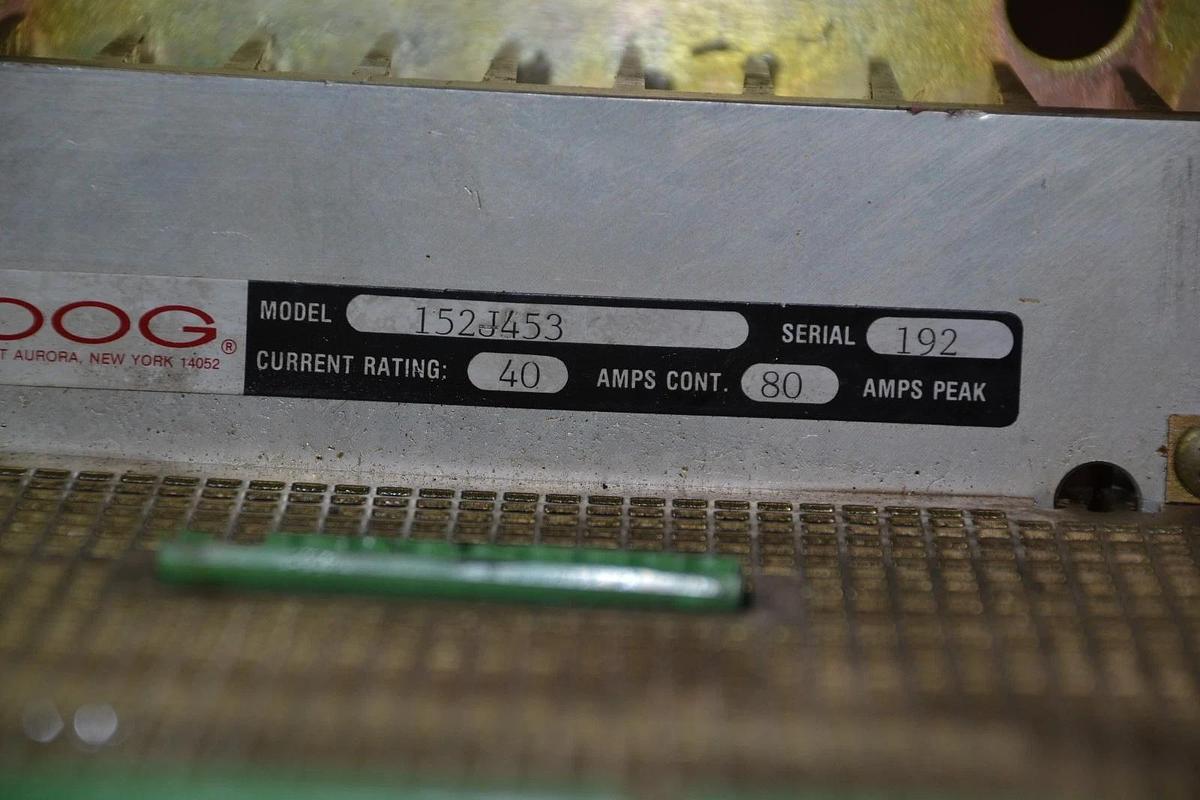 OOG®
T AURORA, NEW YORK 14052
MODEL 152J453 SERIAL 192
CURRENT RATING: 40 AMPS CONT. 80 AMPS PEAK